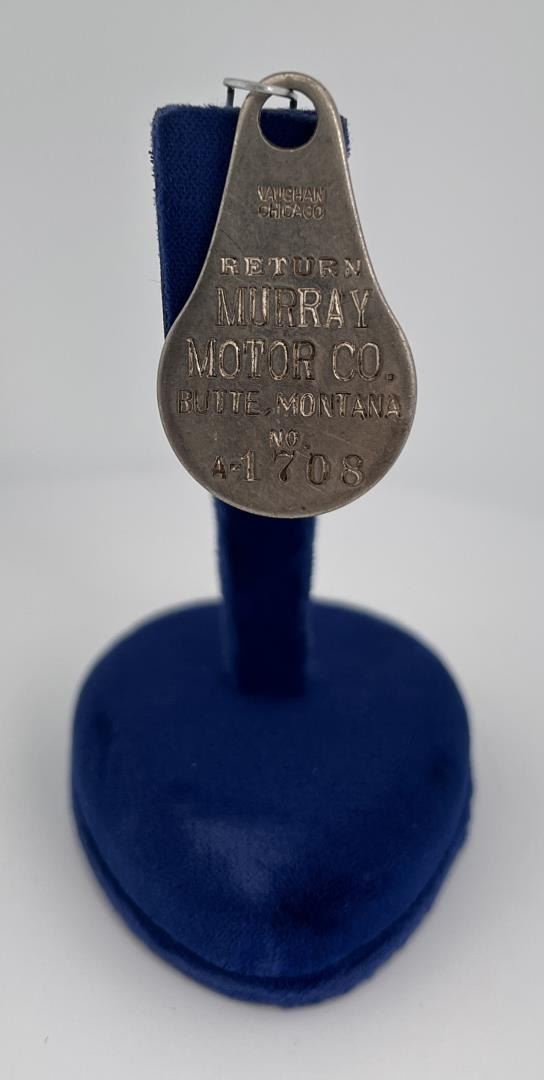 VAUGHAN
CHICAGO
RETURN
MURRAY
MOTOR CO.
BUTTE, MONTANA
NO.
A-1708